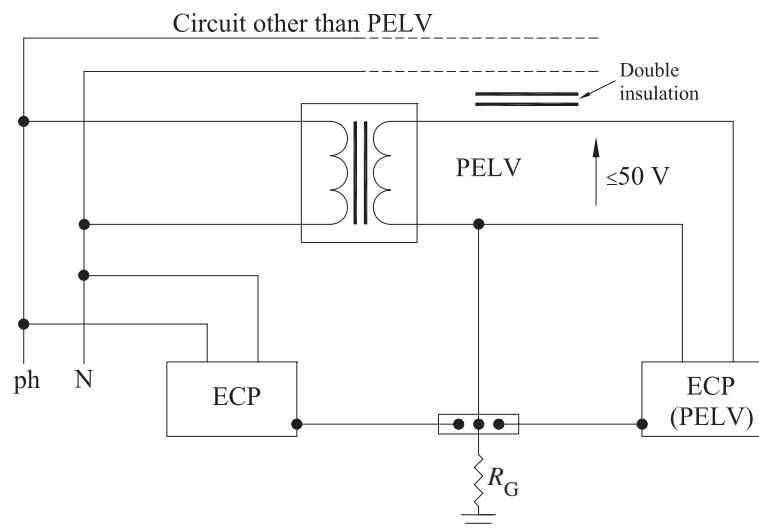 Circuit other than PELV
Double
insulation
PELV
≤50 V
ph
N
ECP
ECP
(PELV)
R_G